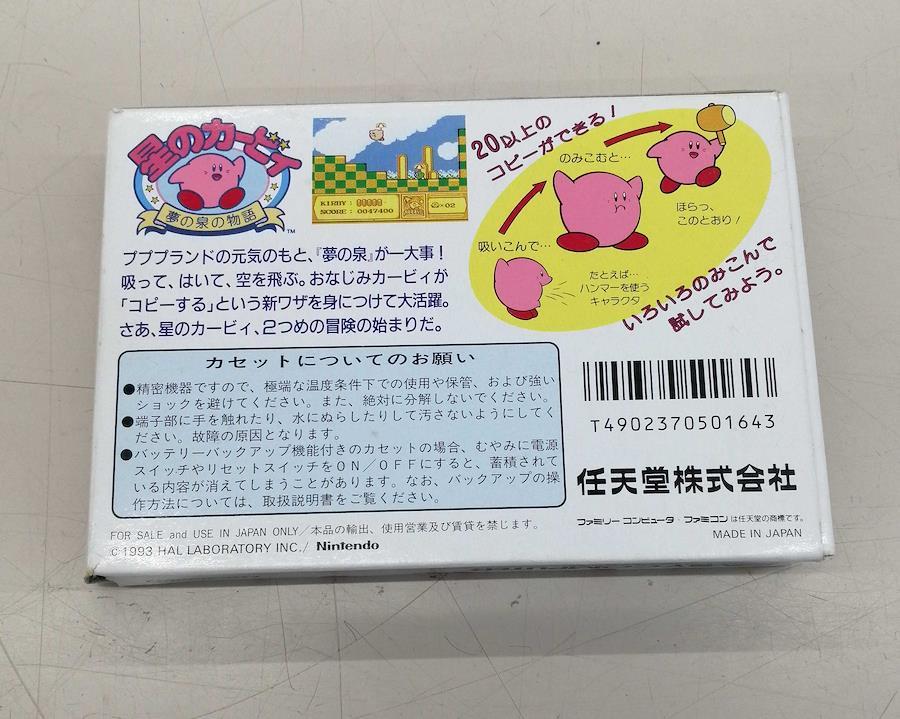 星のカービィ
夢の泉の物語
TM
KIRBY:
SCORE: 0047400
×02
プププランドの元気のもと、『夢の泉』が一大事!
吸って、はいて、空を飛ぶ。おなじみカービィが
「コピーする」という新ワザを身につけて大活躍。
さあ、星のカービィ、2つめの冒険の始まりだ。
20以上の
コピーができる!
吸いこんで…
のみこむと…
ほらっ、
このとおり!
たとえば…
ハンマーを使う
キャラクタ
いろいろのみこんで
試してみよう。
カセットについてのお願い
●精密機器ですので、極端な温度条件下での使用や保管、および強い
ショックを避けてください。また、絶対に分解しないでください。
●端子部に手を触れたり、水にぬらしたりして汚さないようにしてく
ださい。故障の原因となります。
●バッテリーバックアップ機能付きのカセットの場合、むやみに電源
スイッチやリセットスイッチをON/OFFにすると、蓄積されて
いる内容が消えてしまうことがあります。なお、バックアップの操
作方法については、取扱説明書をご覧ください。
T4902370501643
任天堂株式会社
ファミリーコンピュータ・ファミコンは任天堂の商標です。
FOR SALE and USE IN JAPAN ONLY/本品の輸出、使用営業及び賃貸を禁じます。
©1993 HAL LABORATORY INC./ Nintendo
MADE IN JAPAN